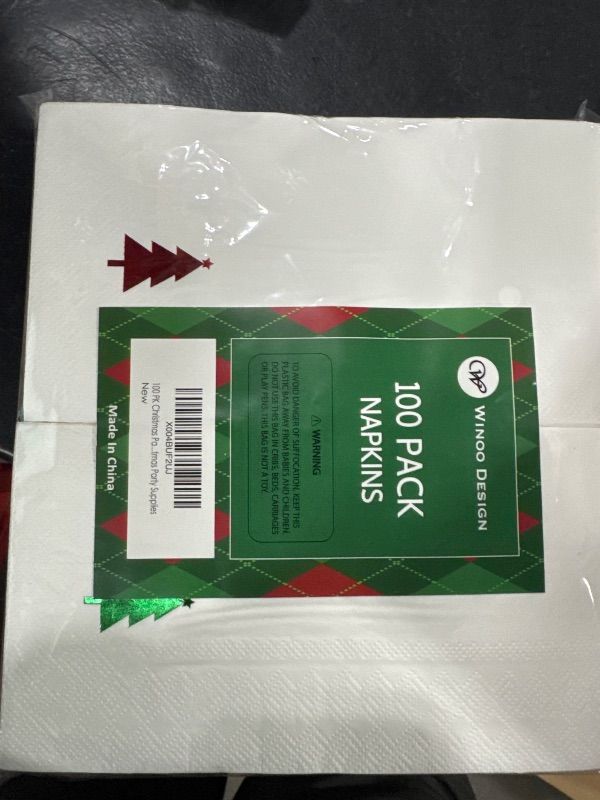 WINOO DESIGN
100 PACK
NAPKINS
⚠ WARNING
TO AVOID DANGER OF SUFFOCATION, KEEP THIS
PLASTIC BAG AWAY FROM BABIES AND CHILDREN.
DO NOT USE THIS BAG IN CRIBS, BEDS, CARRIAGES
OR PLAY PENS. THIS BAG IS NOT A TOY.
X004BUF2UJ
100 PK Christmas Pa...tmas Party Supplies
New
Made In China